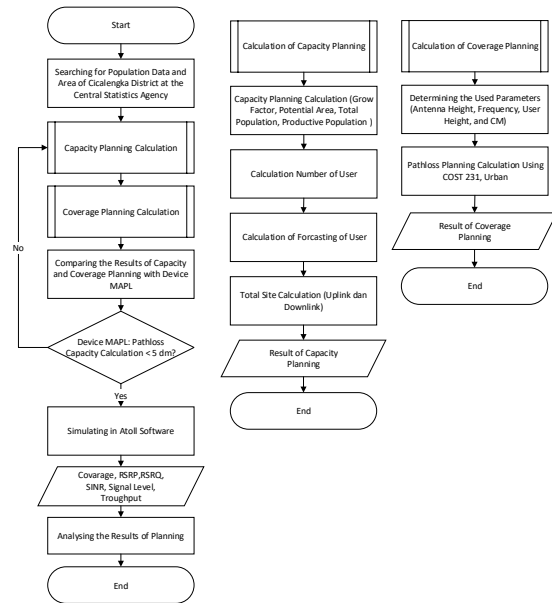 Start
Searching for Population Data and
Area of Cicalengka District at the
Central Statistics Agency
Capacity Planning Calculation
Coverage Planning Calculation
No
Comparing the Results of Capacity
and Coverage Planning with Device
MAPL
Device MAPL: Pathloss
Capacity Calculation < 5 dm?
Yes
Simulating in Atoll Software
Covarage, RSRP,RSRQ,
SINR, Signal Level,
Troughput
Analysing the Results of Planning
End
Calculation of Capacity Planning
Capacity Planning Calculation (Grow
Factor, Potential Area, Total
Population, Productive Population )
Calculation Number of User
Calculation of Forcasting of User
Total Site Calculation (Uplink dan
Downlink)
Result of Capacity
Planning
End
Calculation of Coverage Planning
Determining the Used Parameters
(Antenna Height, Frequency, User
Height, and CM)
Pathloss Planning Calculation Using
COST 231, Urban
Result of Coverage
Planning
End